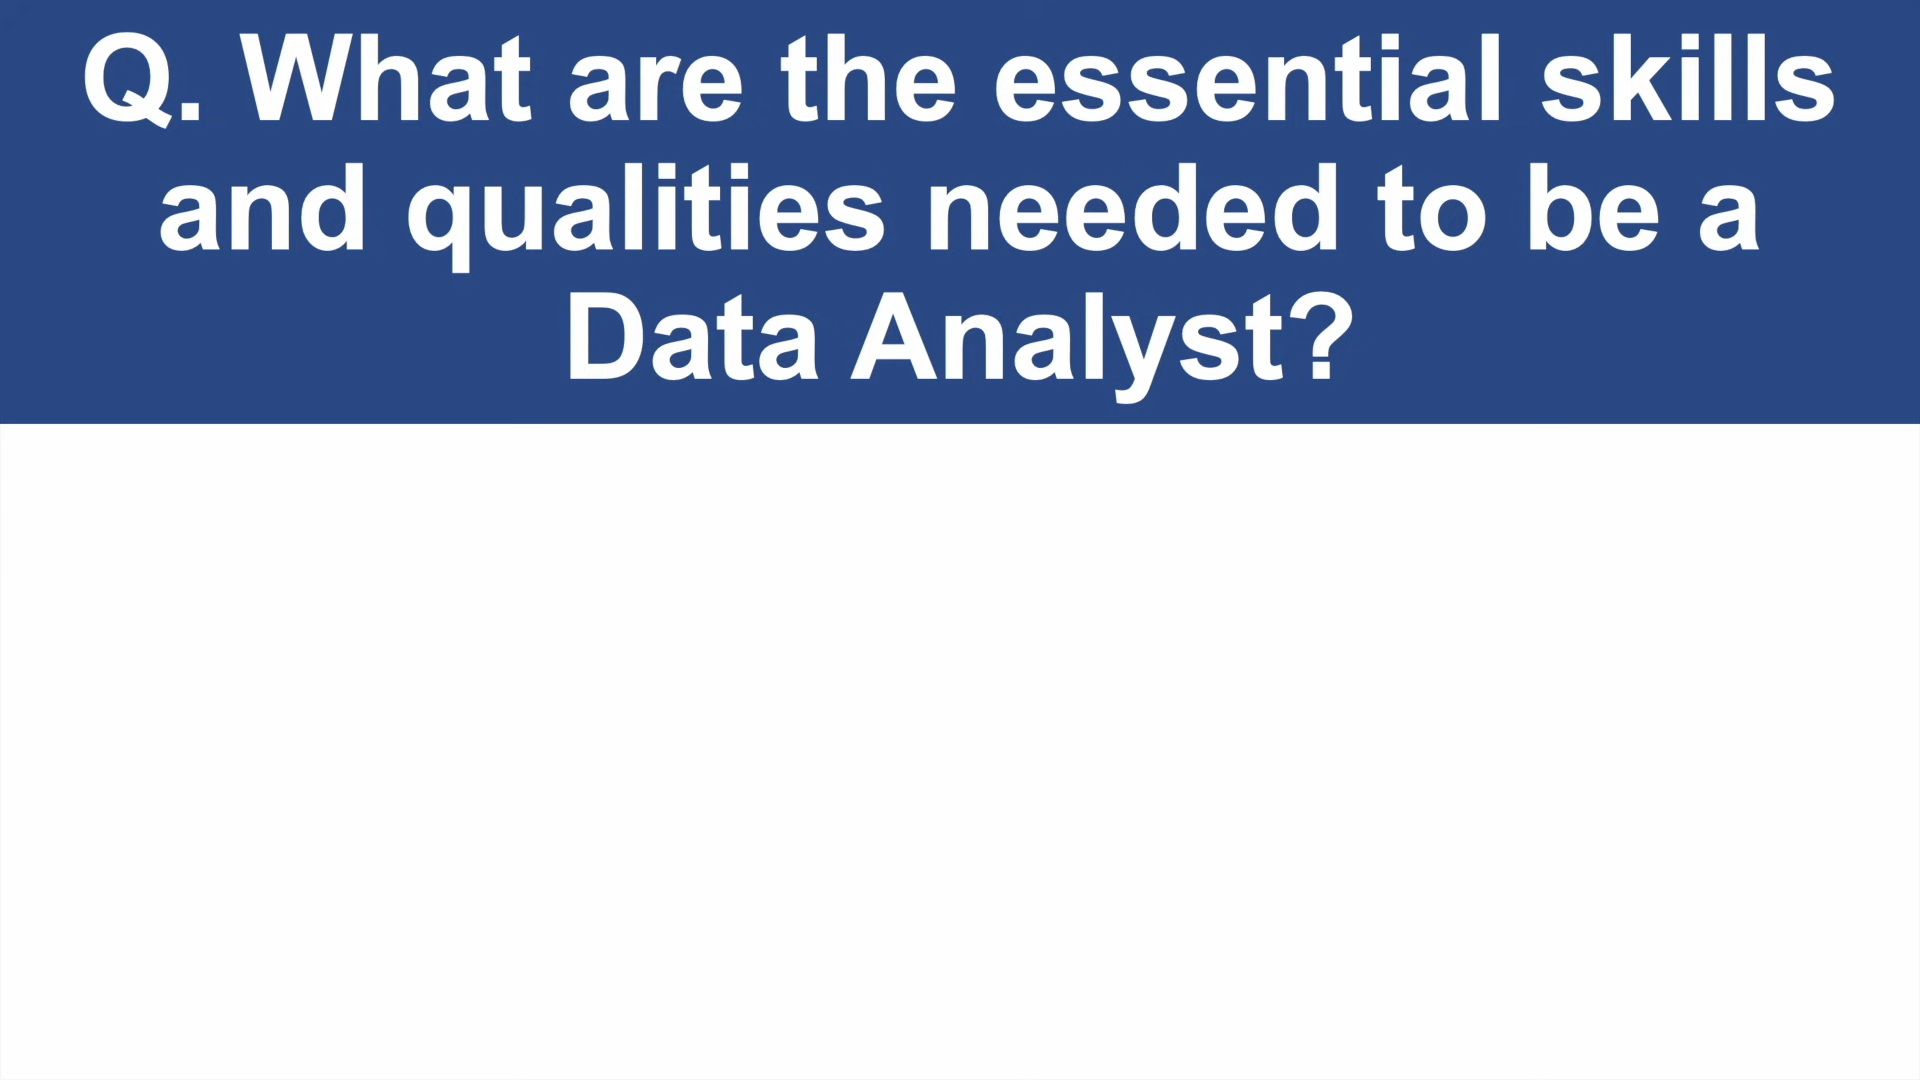 Q. What are the essential skills
and qualities needed to be a
Data Analyst?